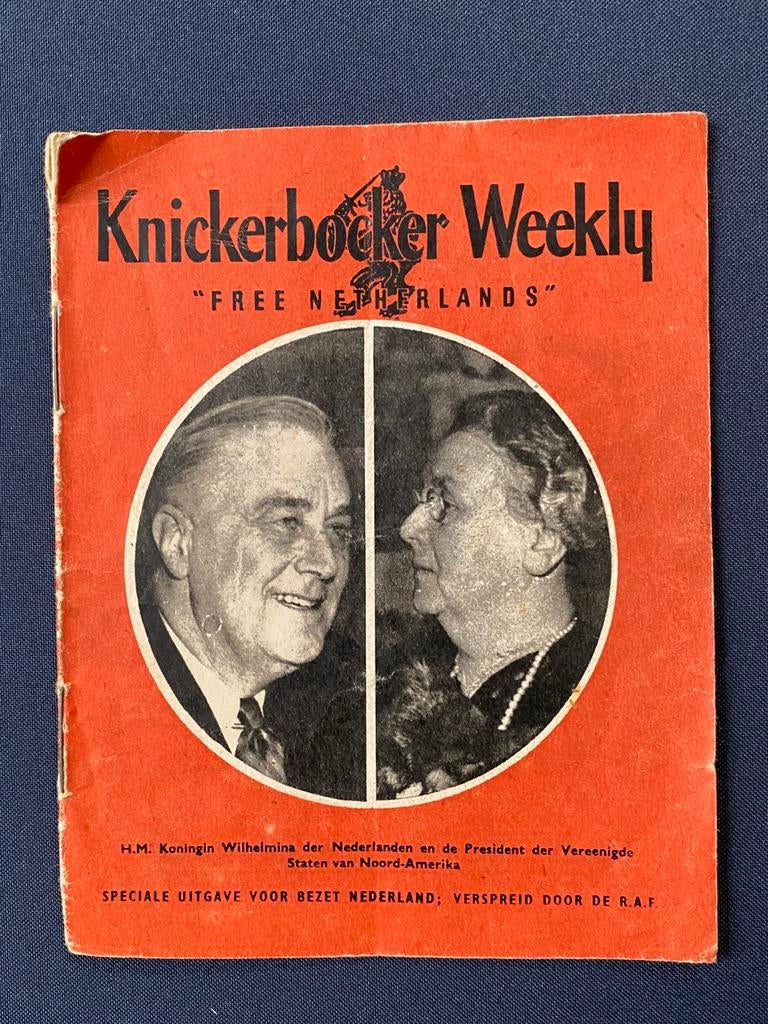 Knickerbocker Weekly
"FREE NETHERLANDS"
H.M. Koningin Wilhelmina der Nederlanden en de President der Vereenigde
Staten van Noord-Amerika
SPECIALE UITGAVE VOOR BEZET NEDERLAND; VERSPREID DOOR DE R.A.F.